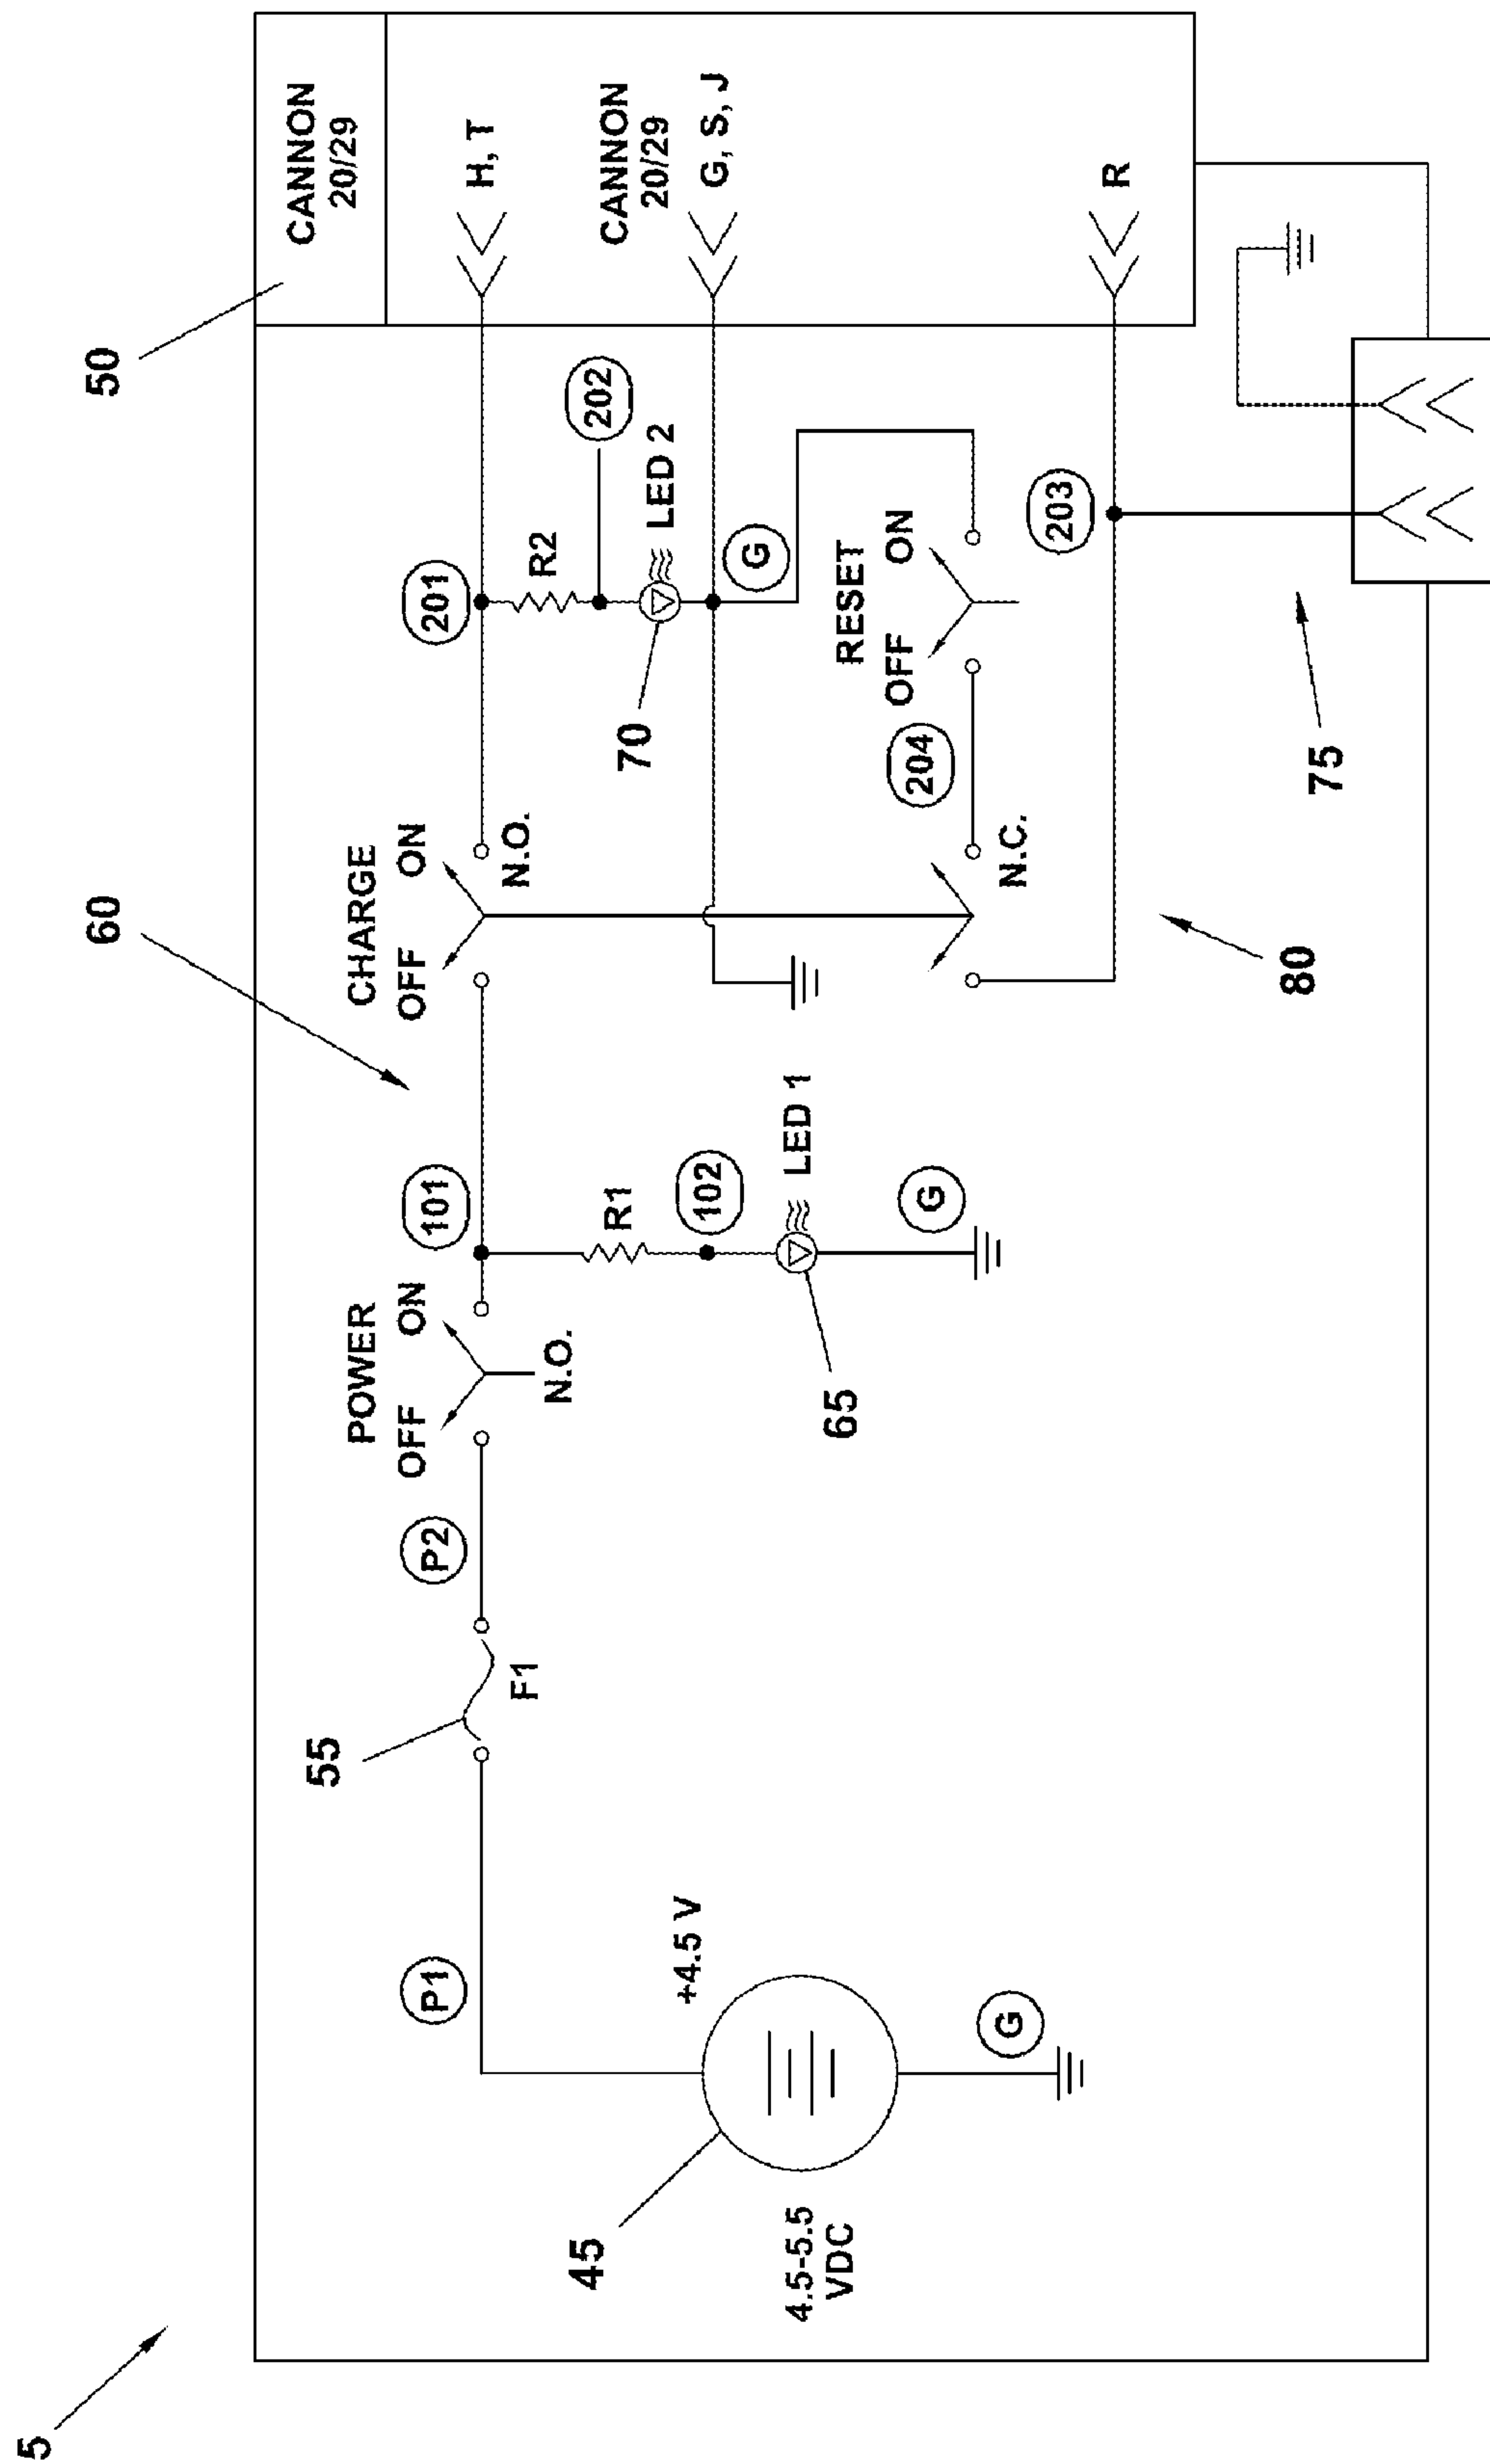 5
45
4.5-5.5
VDC
+4.5 V
G
P1
55
F1
P2
POWER
OFF ON
N.O.
101
R1
102
LED 1
65
G
60
CHARGE
OFF ON
N.O.
201
R2
202
LED 2
70
G
RESET
OFF ON
204
N.C.
203
80
75
50
CANNON
20/29
H, T
CANNON
20/29
G, S, J
R